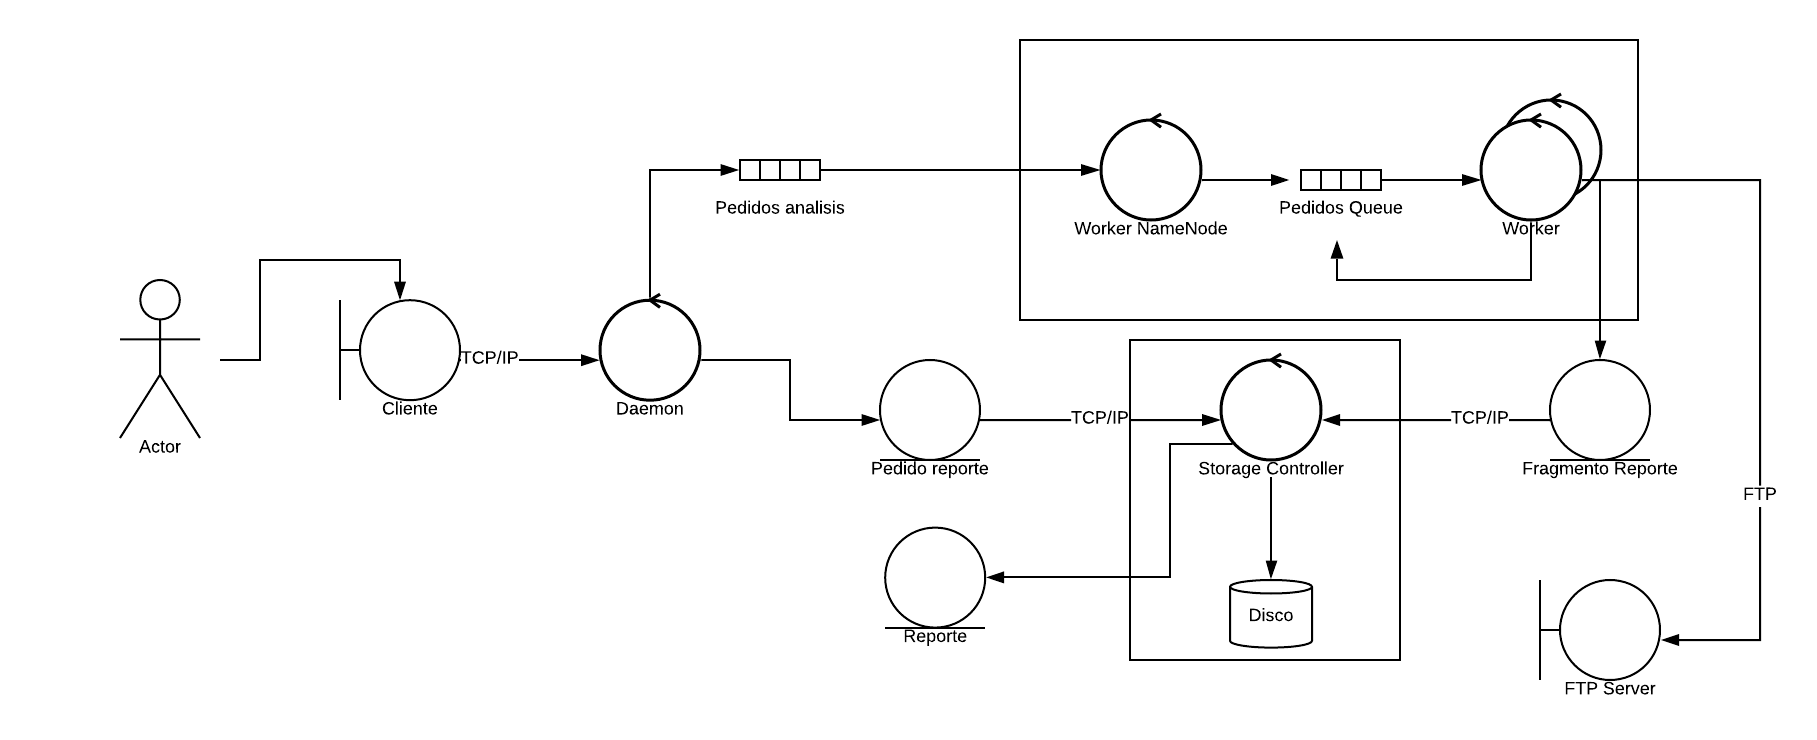 Pedidos analisis
Worker NameNode
Pedidos Queue
Worker
Actor
Cliente
TCP/IP
Daemon
Pedido reporte
TCP/IP
Storage Controller
TCP/IP
Fragmento Reporte
FTP
Reporte
Disco
FTP Server